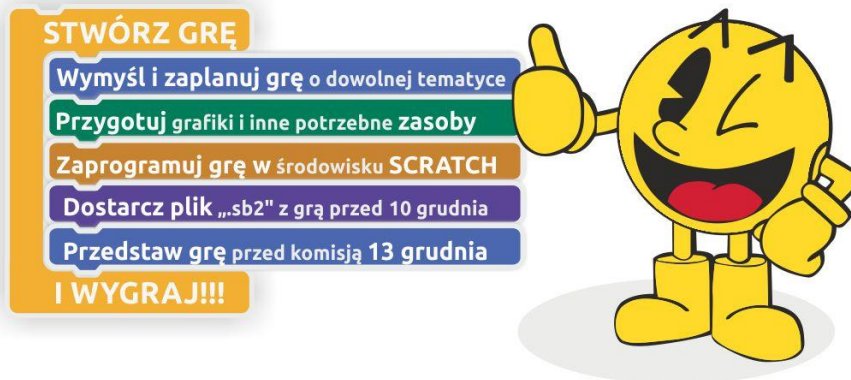 STWÓRZ GRĘ
Wymyśl i zaplanuj grę o dowolnej tematyce
Przygotuj grafiki i inne potrzebne zasoby
Zaprogramuj grę w środowisku SCRATCH
Dostarcz plik „.sb2" z grą przed 10 grudnia
Przedstaw grę przed komisją 13 grudnia
I WYGRAJ!!!